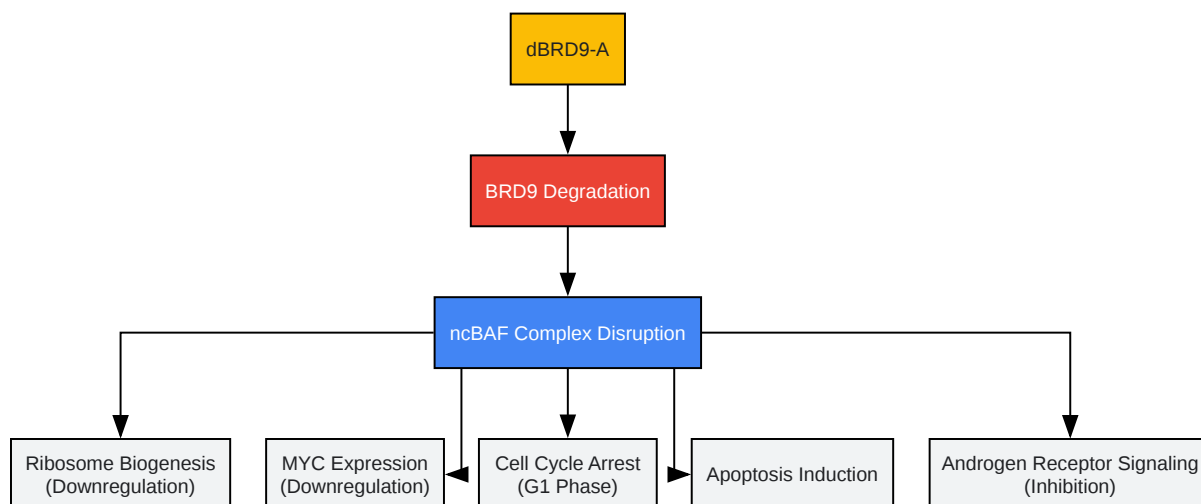 dBRD9-A
BRD9 Degradation
ncBAF Complex Disruption
Ribosome Biogenesis
(Downregulation)
MYC Expression
(Downregulation)
Cell Cycle Arrest
(G1 Phase)
Apoptosis Induction
Androgen Receptor Signaling
(Inhibition)